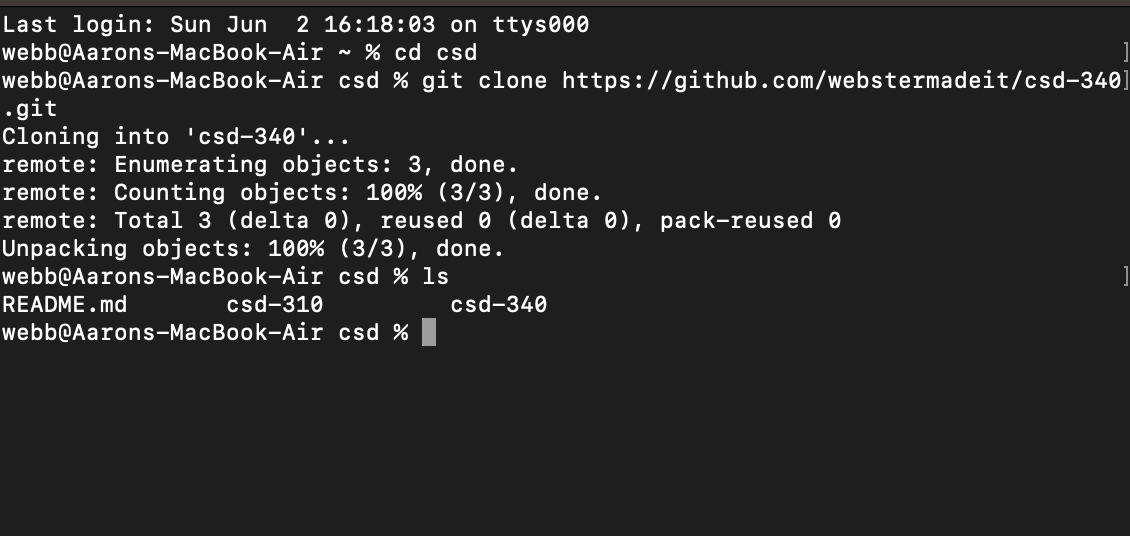 Last login: Sun Jun  2 16:18:03 on ttys000
webb@Aarons-MacBook-Air ~ % cd csd
webb@Aarons-MacBook-Air csd % git clone https://github.com/webstermadeit/csd-340
.git
Cloning into 'csd-340'...
remote: Enumerating objects: 3, done.
remote: Counting objects: 100% (3/3), done.
remote: Total 3 (delta 0), reused 0 (delta 0), pack-reused 0
Unpacking objects: 100% (3/3), done.
webb@Aarons-MacBook-Air csd % ls
README.md       csd-310         csd-340
webb@Aarons-MacBook-Air csd %